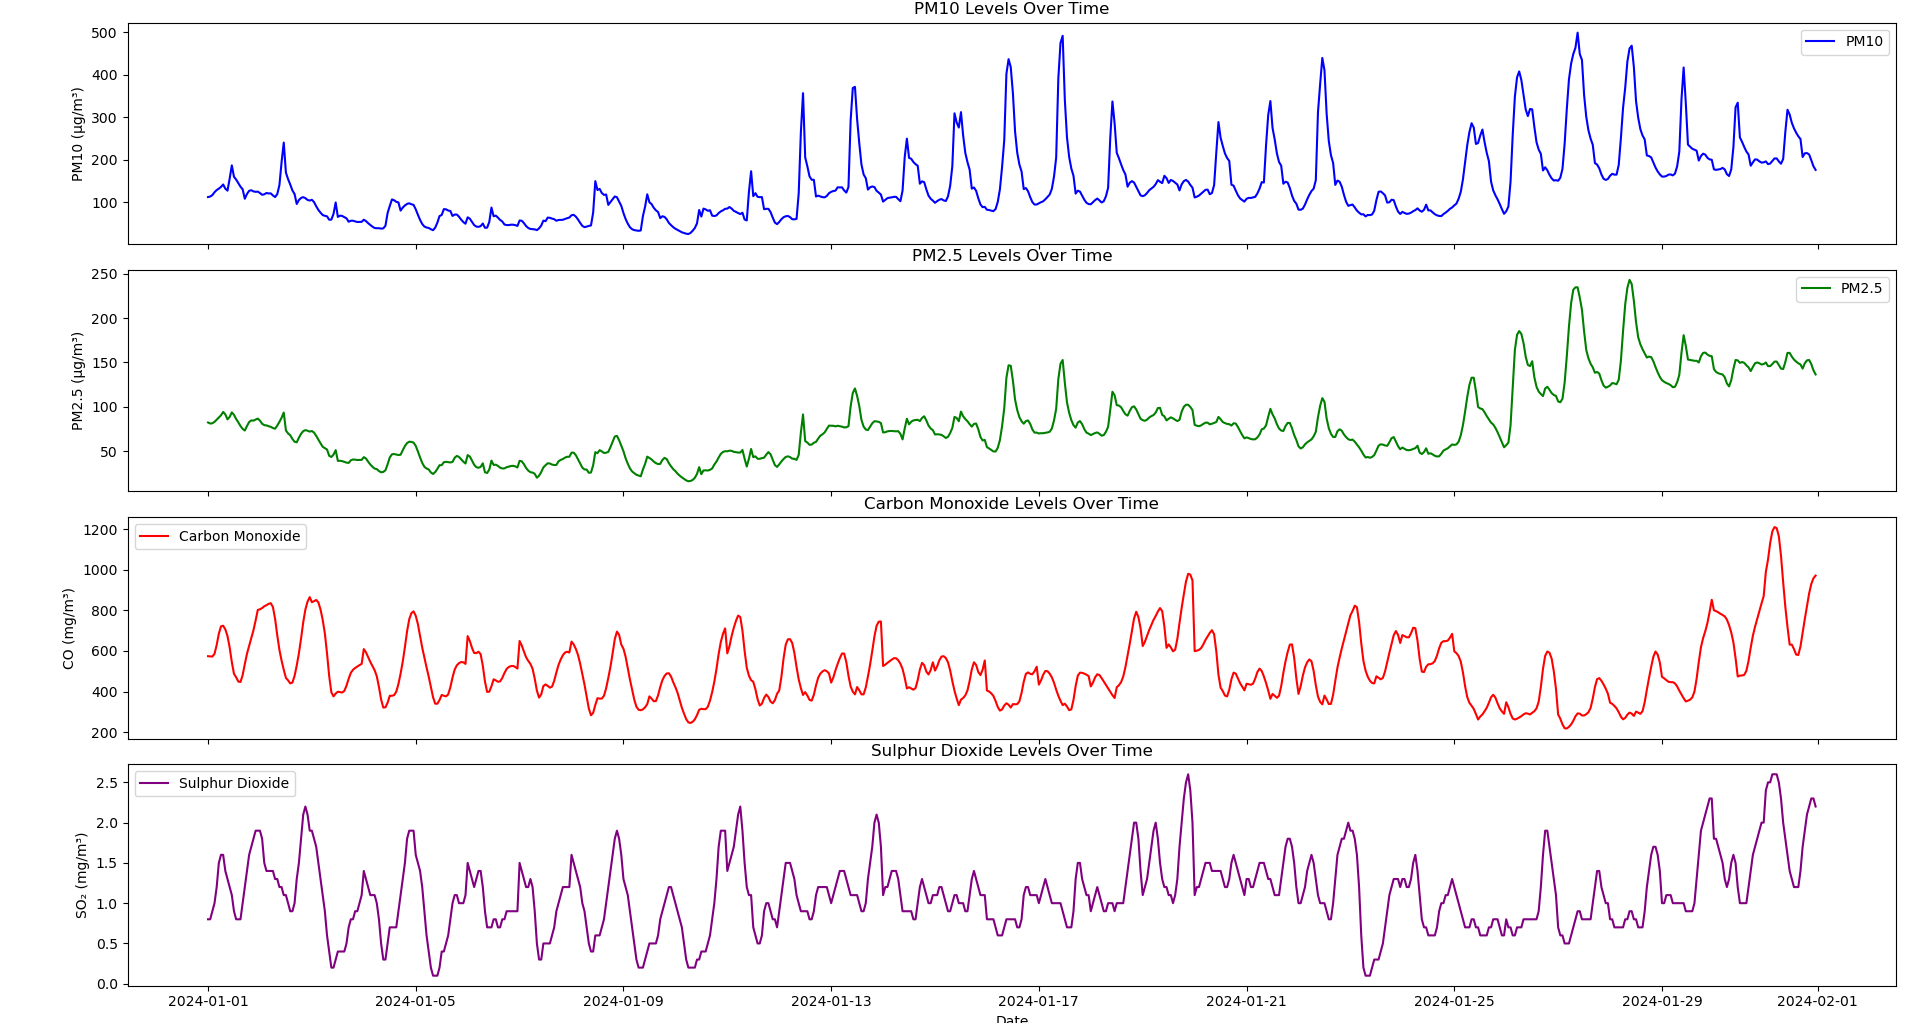 PM10 Levels Over Time
PM10 (µg/m³)
500
400
300
200
100
PM10
PM2.5 Levels Over Time
PM2.5 (µg/m³)
250
200
150
100
50
PM2.5
Carbon Monoxide Levels Over Time
CO (mg/m³)
1200
1000
800
600
400
200
Carbon Monoxide
Sulphur Dioxide Levels Over Time
SO₂ (mg/m³)
2.5
2.0
1.5
1.0
0.5
0.0
Sulphur Dioxide
2024-01-01 2024-01-05 2024-01-09 2024-01-13 2024-01-17 2024-01-21 2024-01-25 2024-01-29 2024-02-01
Date